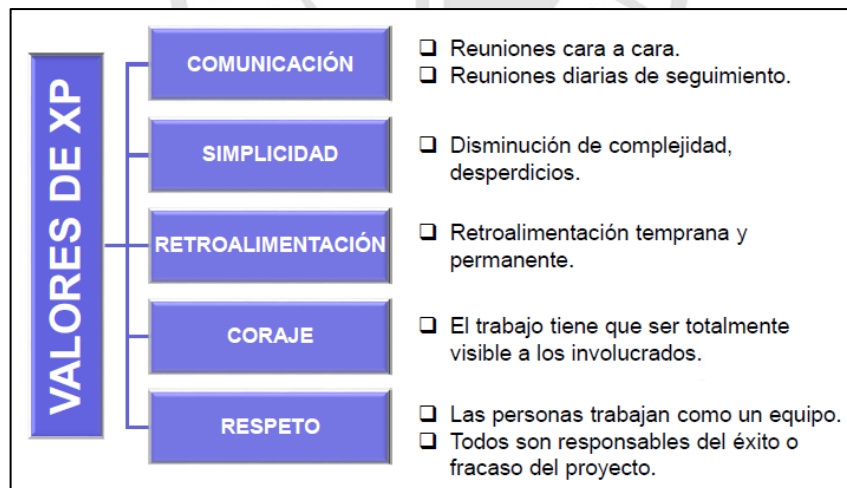 VALORES DE XP
COMUNICACIÓN
❑ Reuniones cara a cara.
❑ Reuniones diarias de seguimiento.
SIMPLICIDAD
❑ Disminución de complejidad,
desperdicios.
RETROALIMENTACIÓN
❑ Retroalimentación temprana y
permanente.
CORAJE
❑ El trabajo tiene que ser totalmente
visible a los involucrados.
RESPETO
❑ Las personas trabajan como un equipo.
❑ Todos son responsables del éxito o
fracaso del proyecto.